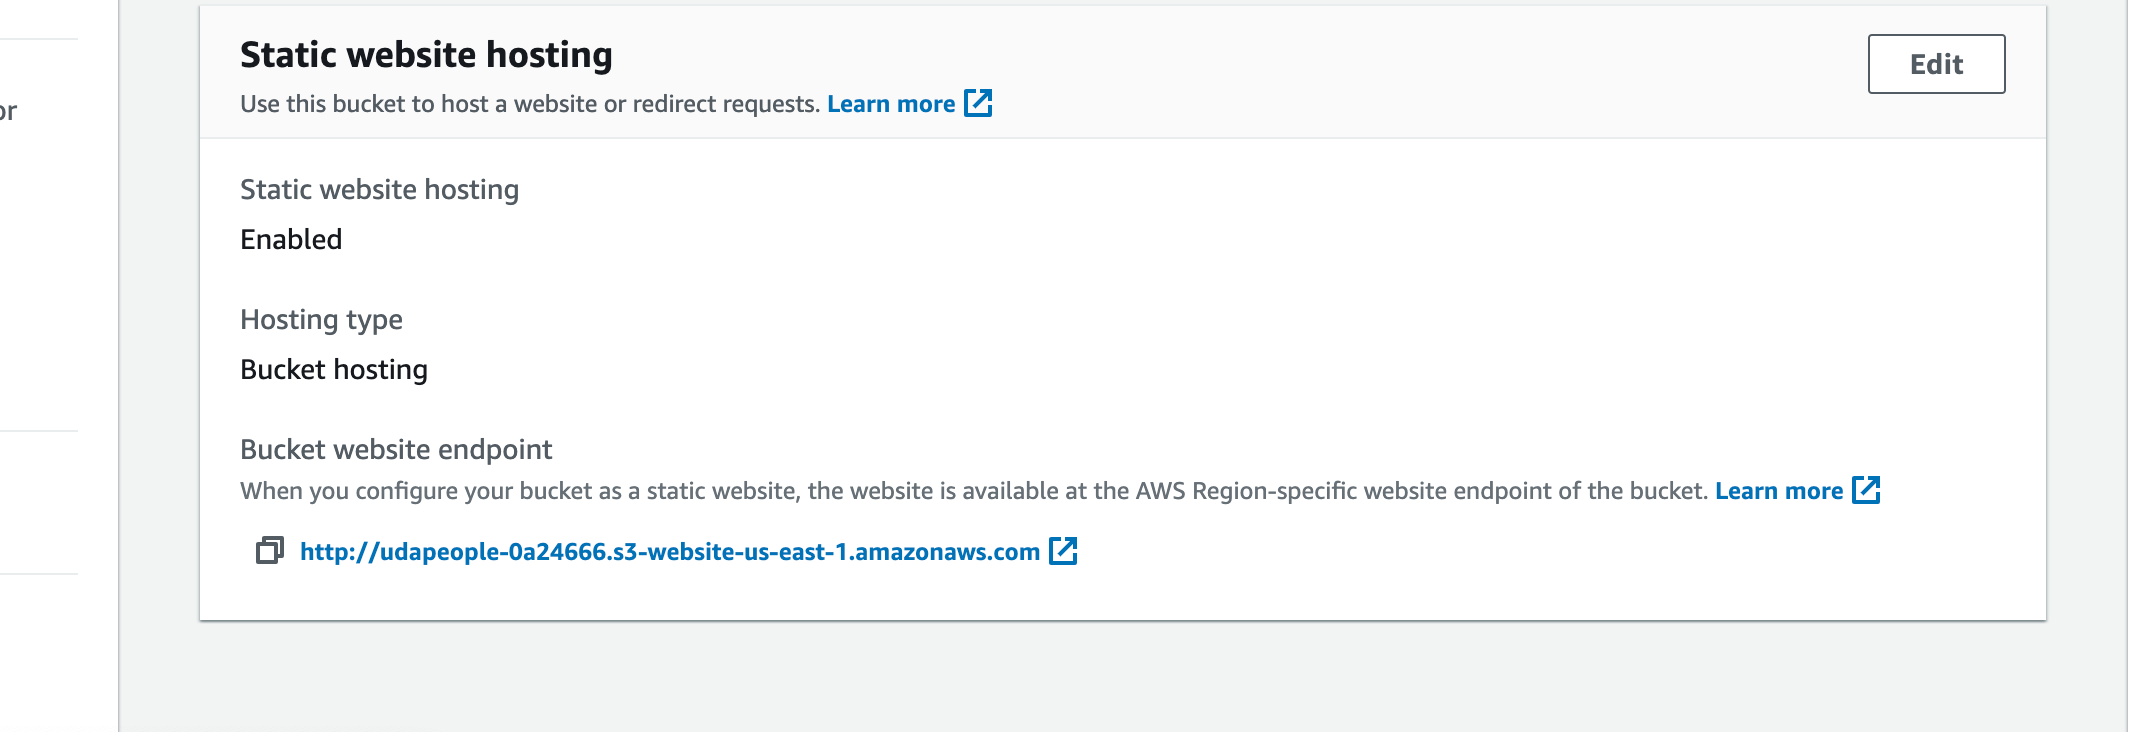 or
Static website hosting
Edit
Use this bucket to host a website or redirect requests. Learn more
Static website hosting
Enabled
Hosting type
Bucket hosting
Bucket website endpoint
When you configure your bucket as a static website, the website is available at the AWS Region-specific website endpoint of the bucket. Learn more
http://udapeople-0a24666.s3-website-us-east-1.amazonaws.com